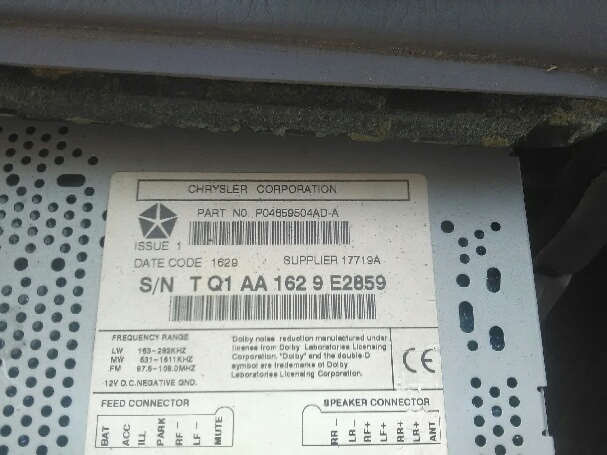 CHRYSLER CORPORATION
PART NO. P04859504AD-A
ISSUE 1
DATE CODE 1629 SUPPLIER 17719A
S/N T Q1 AA 162 9 E2859
FREQUENCY RANGE
LW 153-282KHZ
MW 531-1611KHZ
FM 87.5-108.0MHZ
12V D.C. NEGATIVE GND.
Dolby noise reduction manufactured under
license from Dolby Laboratories Licensing
Corporation, "Dolby" and the double-D
symbol are trademarks of Dolby
Laboratories Licensing Corporation.
CE
FEED CONNECTOR
BAT
ACC
ILL
PARK
RF-
LF-
MUTE
SPEAKER CONNECTOR
RR-
LR-
RF+
LF+
RR+
LR+
ANT.